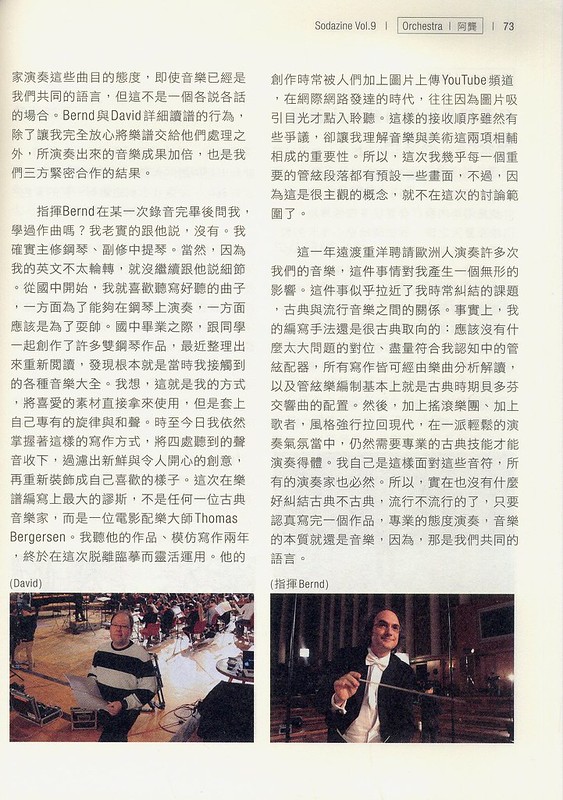 Sodazine Vol.9 | Orchestra | 阿龔 | 73
家演奏這些曲目的態度，即使音樂已經是
我們共同的語言，但這不是一個各說各話
的場合。Bernd與David詳細讀譜的行為，
除了讓我完全放心將樂譜交給他們處理之
外，所演奏出來的音樂成果加倍，也是我
們三方緊密合作的結果。
指揮Bernd在某一次錄音完畢後問我，
學過作曲嗎？我老實的跟他說，沒有。我
確實主修鋼琴、副修中提琴。當然，因為
我的英文不太輪轉，就沒繼續跟他說細節
。從國中開始，我就喜歡聽寫好聽的曲子
，一方面為了能夠在鋼琴上演奏，一方面
應該是為了耍帥。國中畢業之際，跟同學
一起創作了許多雙鋼琴作品，最近整理出
來重新閱讀，發現根本就是當時我接觸到
的各種音樂大全。我想，這就是我的方式
，將喜愛的素材直接拿來使用，但是套上
自己專有的旋律與和聲。時至今日我依然
掌握著這樣的寫作方式，將四處聽到的聲
音收下，過濾出新鮮與令人開心的創意，
再重新裝飾成自己喜歡的樣子。這次在樂
譜編寫上最大的謬斯，不是任何一位古典
音樂家，而是一位電影配樂大師Thomas
Bergersen。我聽他的作品、模仿寫作兩年
，終於在這次脫離臨摹而靈活運用。他的
(David)
創作時常被人們加上圖片上傳YouTube頻道
，在網際網路發達的時代，往往因為圖片吸
引目光才點入聆聽。這樣的接收順序雖然有
些爭議，卻讓我理解音樂與美術這兩項相輔
相成的重要性。所以，這次我幾乎每一個重
要的管絃段落都有預設一些畫面，不過，因
為這是很主觀的概念，就不在這次的討論範
圍了。
這一年遠渡重洋聘請歐洲人演奏許多次
我們的音樂，這件事情對我產生一個無形的
影響。這件事似乎拉近了我時常糾結的課題
，古典與流行音樂之間的關係。事實上，我
的編寫手法還是很古典取向的：應該沒有什
麼太大問題的對位、盡量符合我認知中的管
絃配器，所有寫作皆可經由樂曲分析解讀，
以及管絃樂編制基本上就是古典時期貝多芬
交響曲的配置。然後，加上搖滾樂團、加上
歌者，風格強行拉回現代，在一派輕鬆的演
奏氣氛當中，仍然需要專業的古典技能才能
演奏得體。我自己是這樣面對這些音符，所
有的演奏家也必然。所以，實在也沒有什麼
好糾結古典不古典，流行不流行的了，只要
認真寫完一個作品，專業的態度演奏，音樂
的本質就還是音樂，因為，那是我們共同的
語言。
(指揮Bernd)